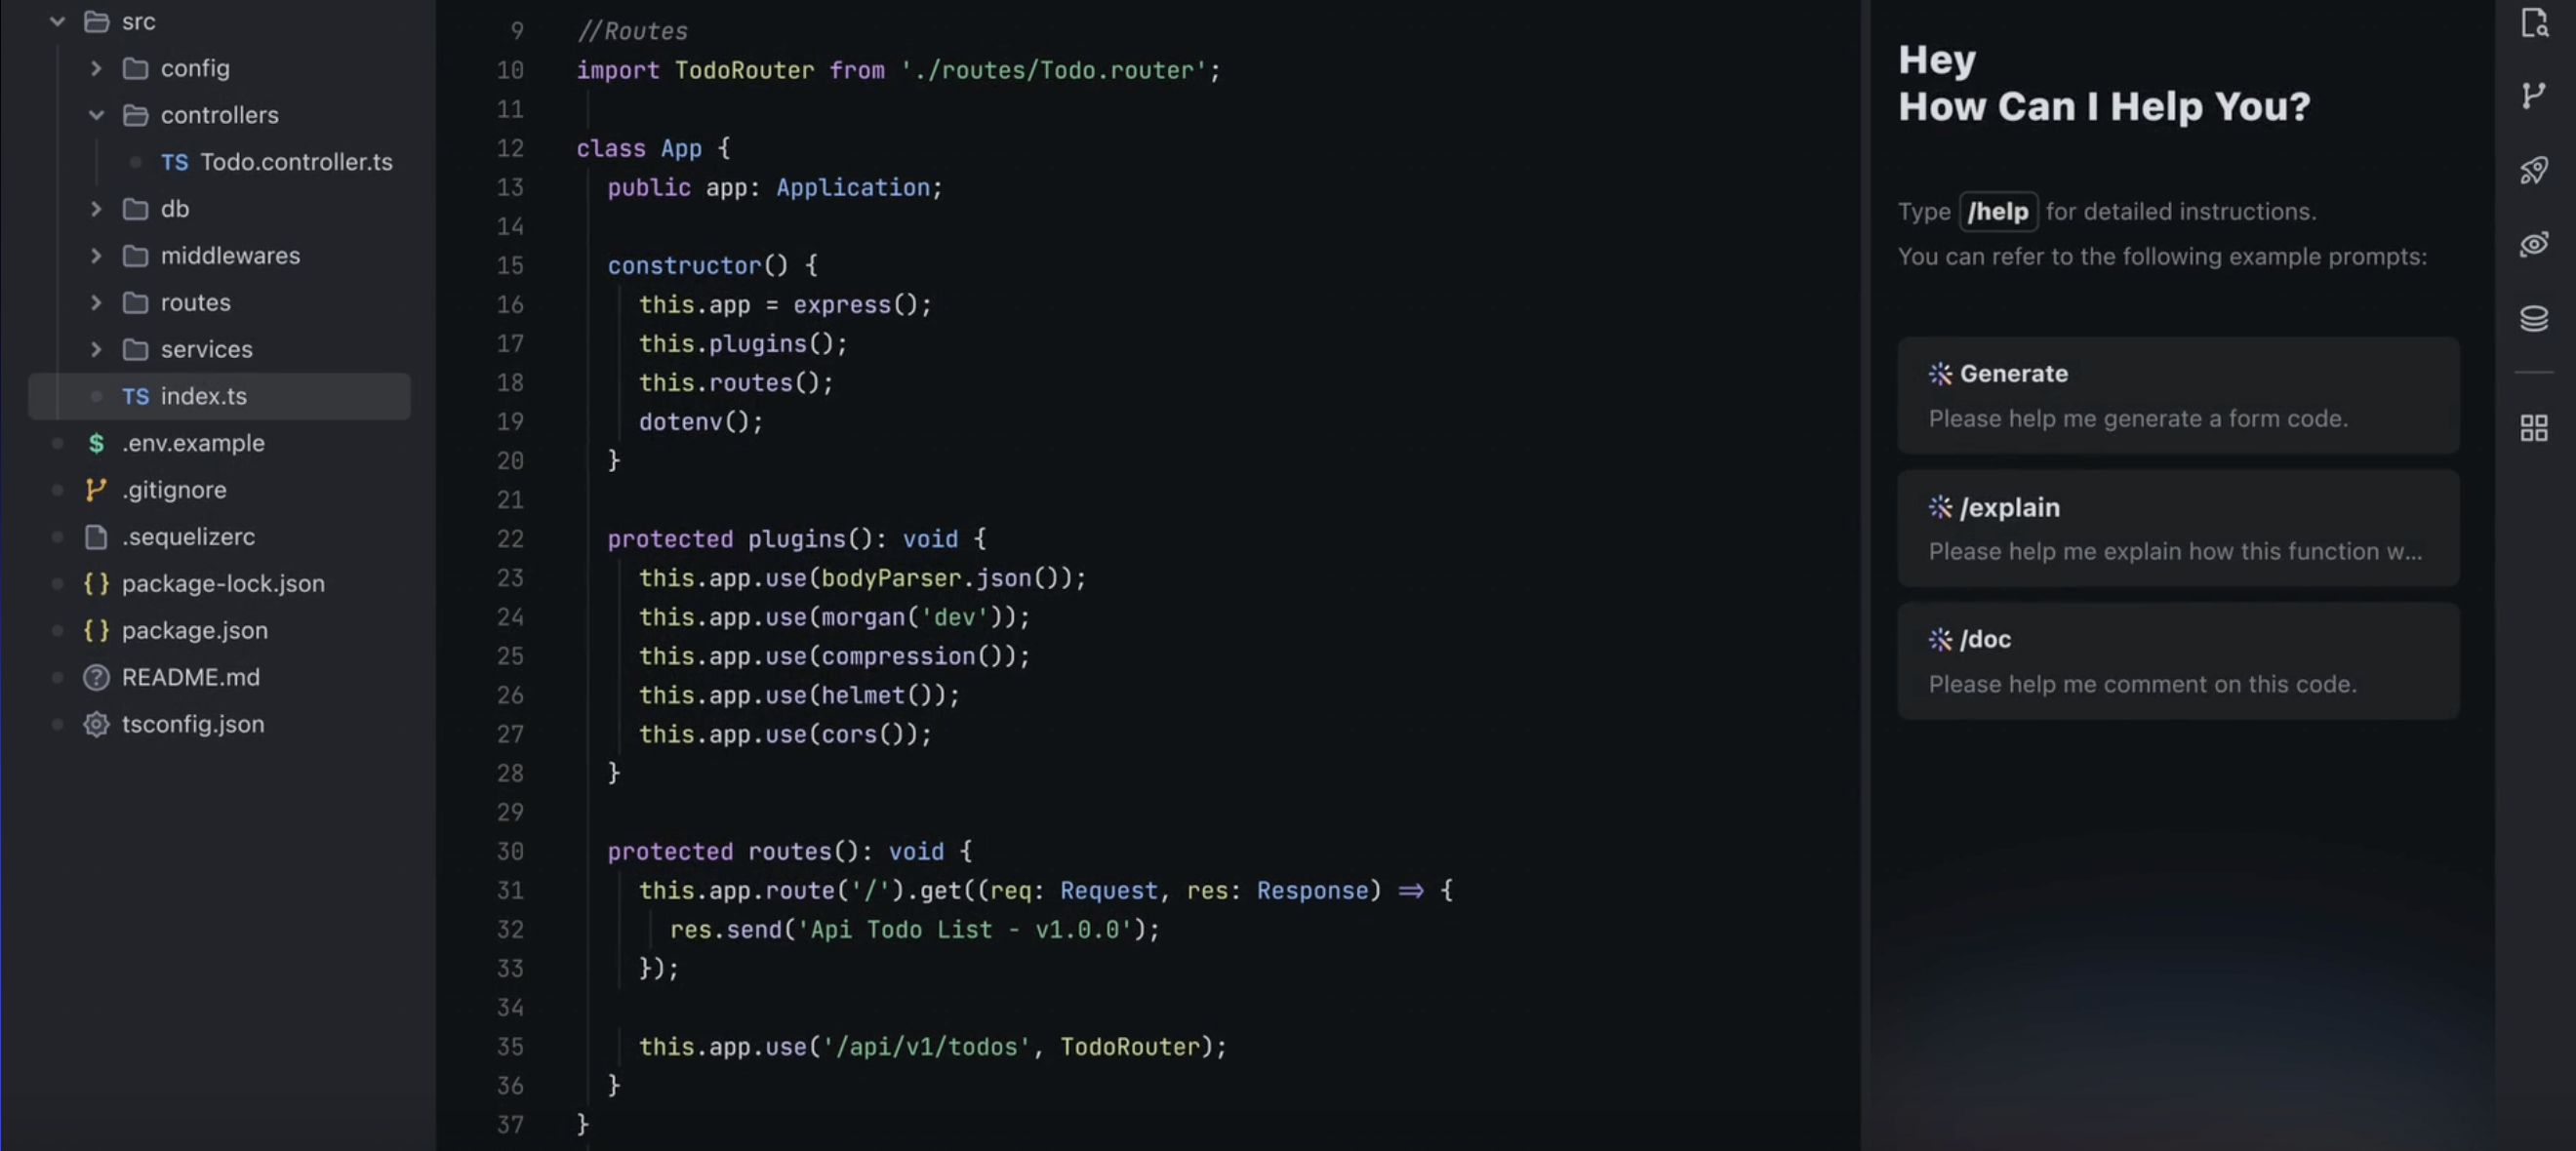 src
config
controllers
TS Todo.controller.ts
db
middlewares
routes
services
TS index.ts
$ .env.example
.gitignore
.sequelizerc
{} package-lock.json
{} package.json
? README.md
tsconfig.json
9 //Routes
10 import TodoRouter from './routes/Todo.router';
11
12 class App {
13 public app: Application;
14
15 constructor() {
16 this.app = express();
17 this.plugins();
18 this.routes();
19 dotenv();
20 }
21
22 protected plugins(): void {
23 this.app.use(bodyParser.json());
24 this.app.use(morgan('dev'));
25 this.app.use(compression());
26 this.app.use(helmet());
27 this.app.use(cors());
28 }
29
30 protected routes(): void {
31 this.app.route('/').get((req: Request, res: Response) ⇒ {
32 res.send('Api Todo List - v1.0.0');
33 });
34
35 this.app.use('/api/v1/todos', TodoRouter);
36 }
37 }
Hey
How Can I Help You?
Type /help for detailed instructions.
You can refer to the following example prompts:
Generate
Please help me generate a form code.
/explain
Please help me explain how this function w...
/doc
Please help me comment on this code.